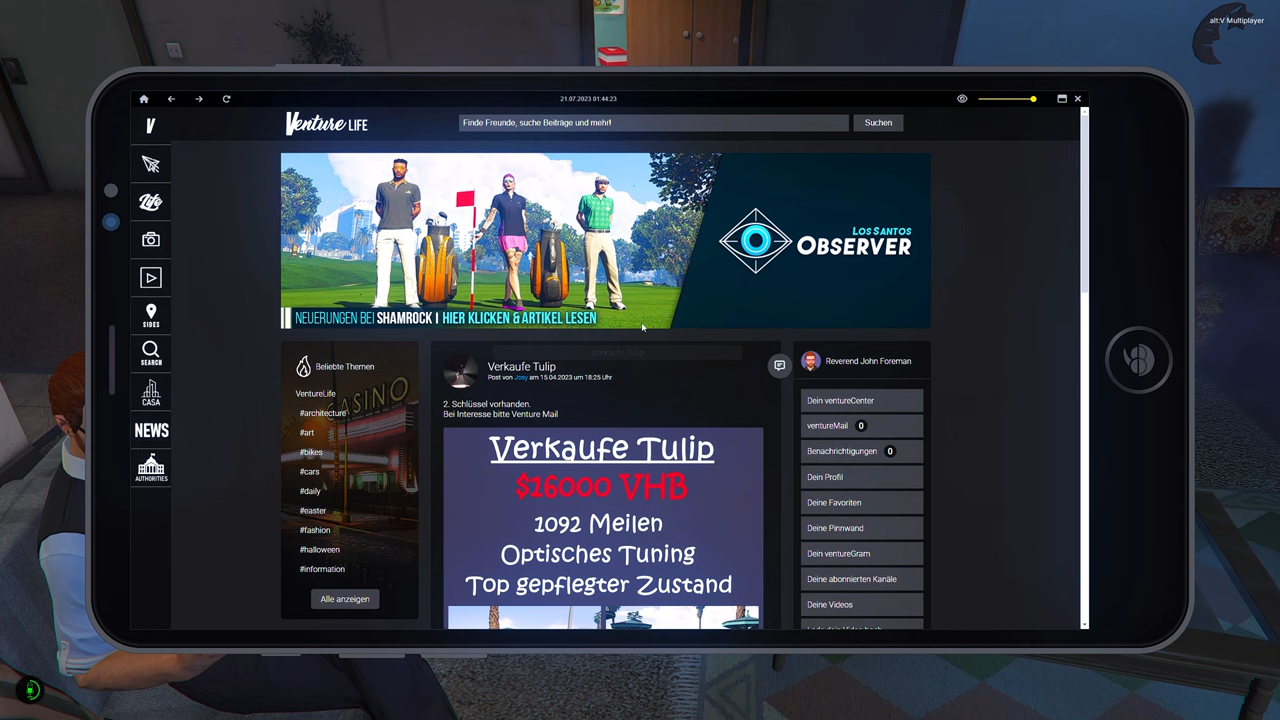 alt:V Multiplayer
21.07.2023 01:44:23
V
Life
SIDES
SEARCH
CASA
NEWS
AUTHORITIES
Venture LIFE
Finde Freunde, suche Beiträge und mehr!
Suchen
LOS SANTOS
OBSERVER
NEUERUNGEN BEI SHAMROCK | HIER KLICKEN & ARTIKEL LESEN
Beliebte Themen
VentureLife
#architecture
#art
#bikes
#cars
#daily
#easter
#fashion
#halloween
#information
Alle anzeigen
CASINO
Verkaufe Tulip
Verkaufe Tulip
Post von Josy am 15.04.2023 um 18:25 Uhr
2. Schlüssel vorhanden.
Bei Interesse bitte Venture Mail
Verkaufe Tulip
$16000 VHB
1092 Meilen
Optisches Tuning
Top gepflegter Zustand
Reverend John Foreman
Dein ventureCenter
ventureMail 0
Benachrichtigungen 0
Dein Profil
Deine Favoriten
Deine Pinnwand
Dein ventureGram
Deine abonnierten Kanäle
Deine Videos